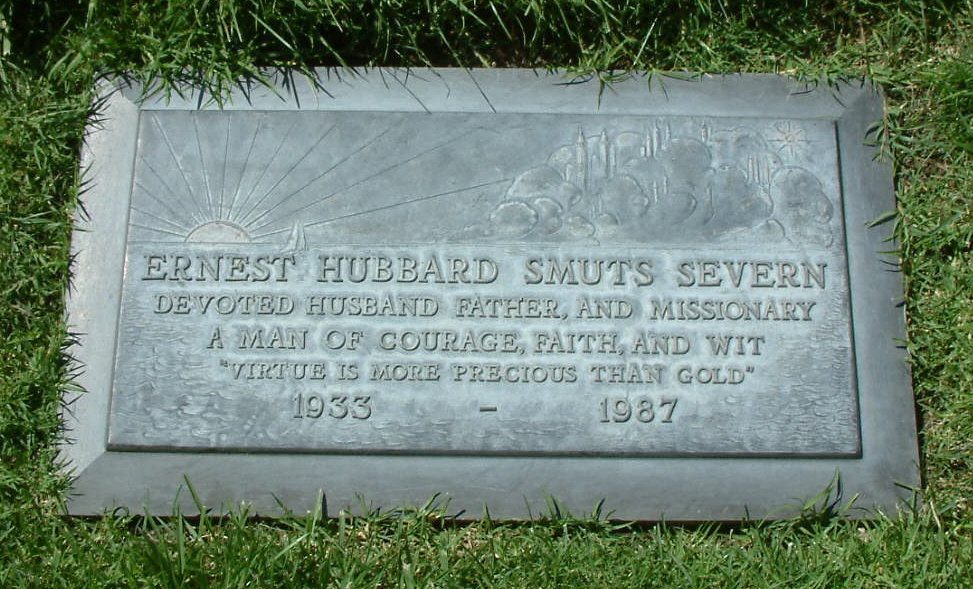 ERNEST HUBBARD SMUTS SEVERN
DEVOTED HUSBAND FATHER, AND MISSIONARY
A MAN OF COURAGE, FAITH, AND WIT
"VIRTUE IS MORE PRECIOUS THAN GOLD"
1933 – 1987